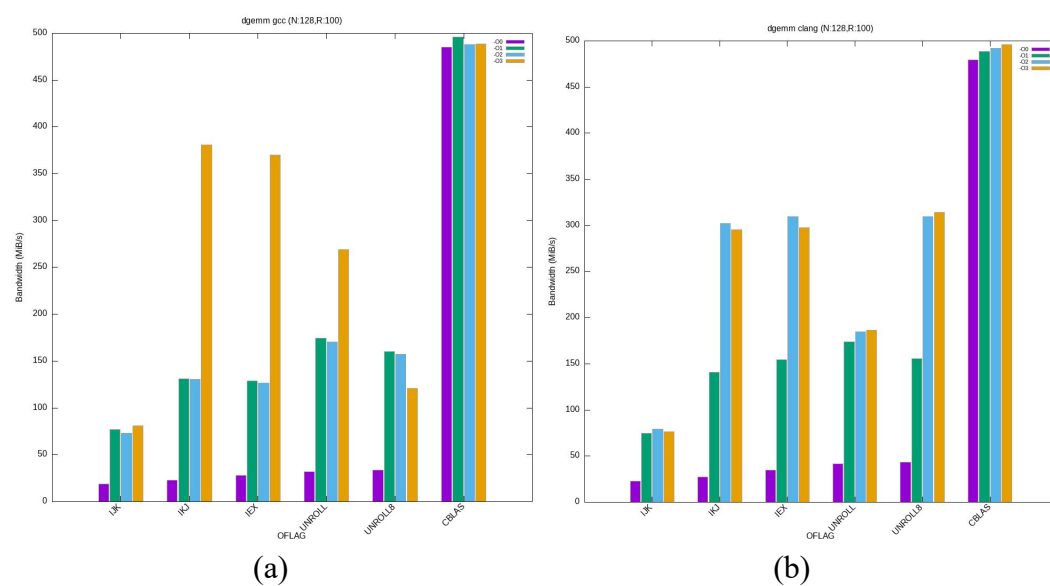 dgemm gcc (N:128,R:100)
500
450
400
350
300
250
200
150
100
50
0
Bandwidth (MiB/s)
-O0
-O1
-O2
-O3
IJK
IKJ
IEX
UNROLL
UNROLL8
CBLAS
OFLAG
(a)
dgemm clang (N:128,R:100)
500
450
400
350
300
250
200
150
100
50
0
Bandwidth (MiB/s)
-O0
-O1
-O2
-O3
IJK
IKJ
IEX
UNROLL
UNROLL8
CBLAS
OFLAG
(b)